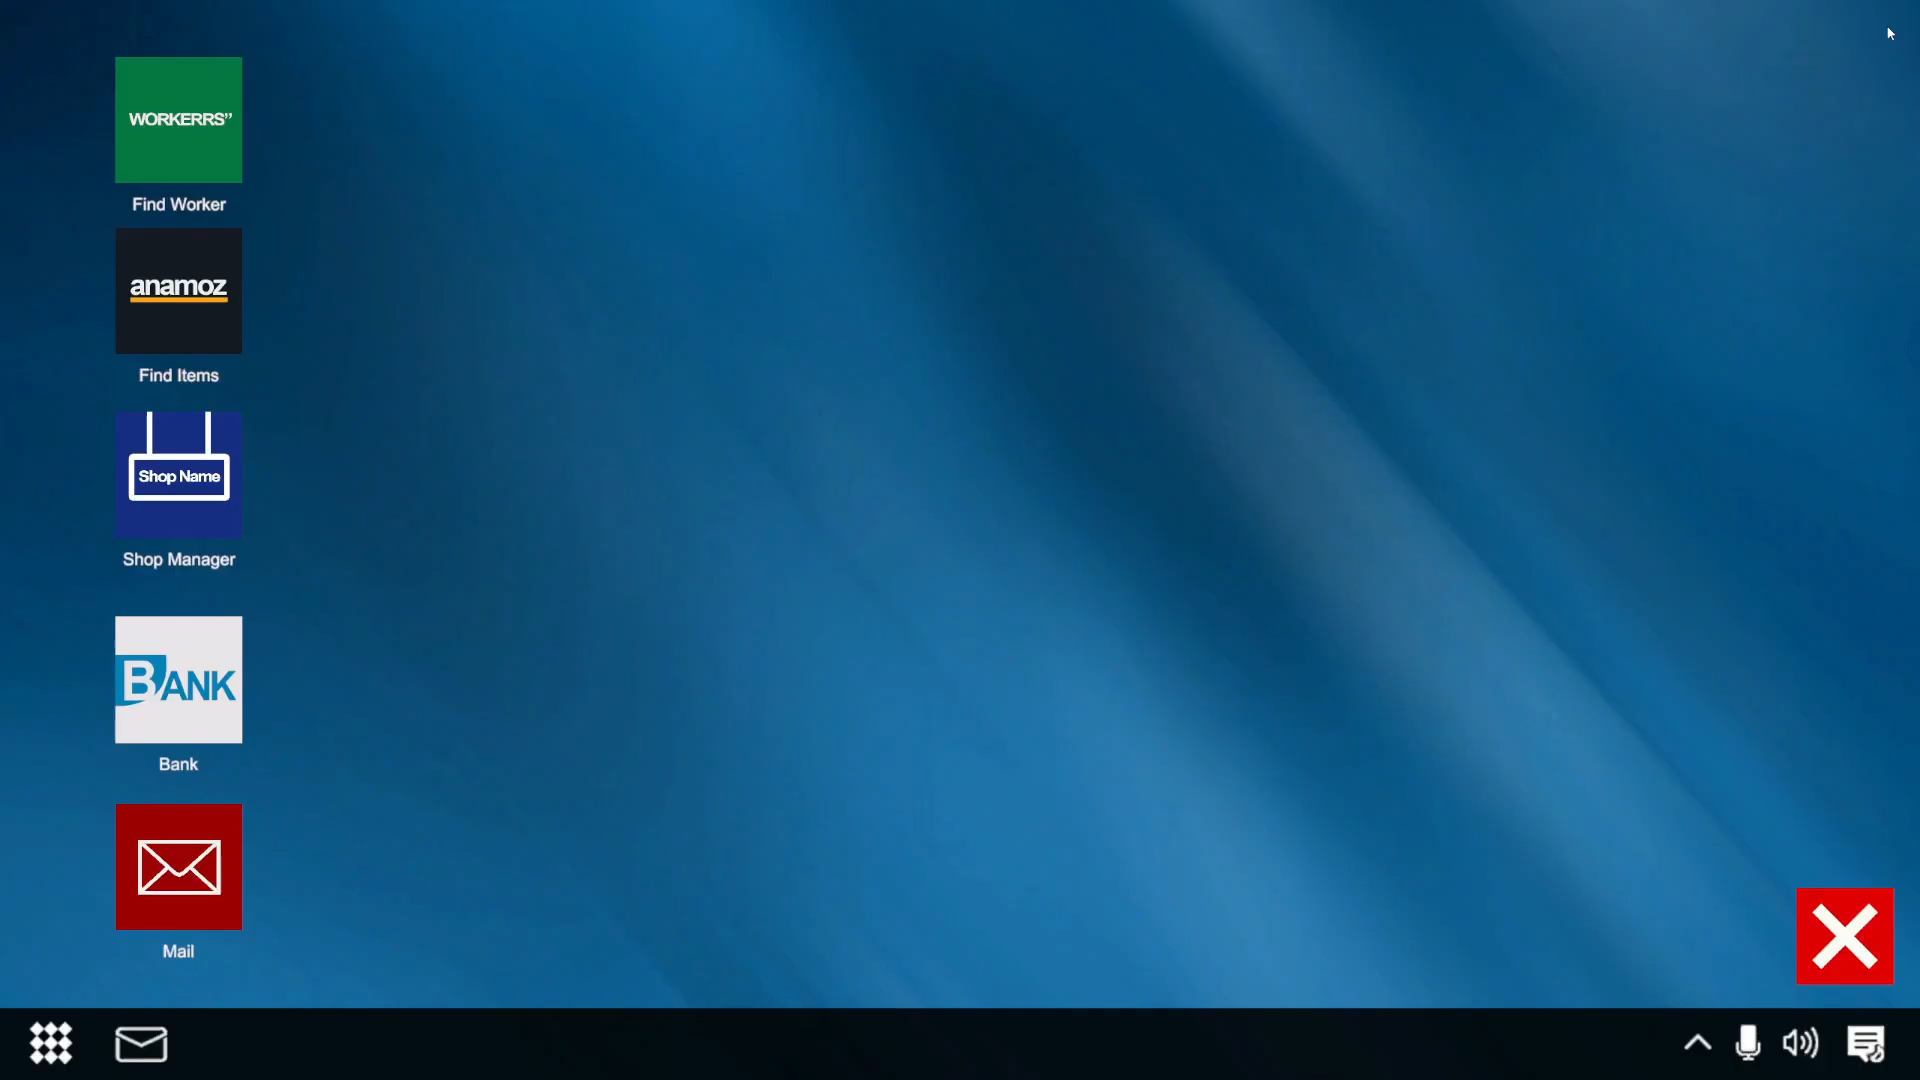 WORKERRS”
Find Worker
anamoz
Find Items
Shop Name
Shop Manager
BANK
Bank
Mail